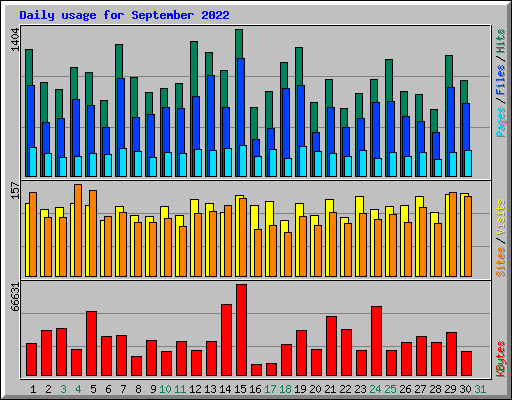 Daily usage for September 2022
1404
Pages / Files / Hits
157
Sites / Visits
66631
KBytes
1 2 3 4 5 6 7 8 9 10 11 12 13 14 15 16 17 18 19 20 21 22 23 24 25 26 27 28 29 30 31